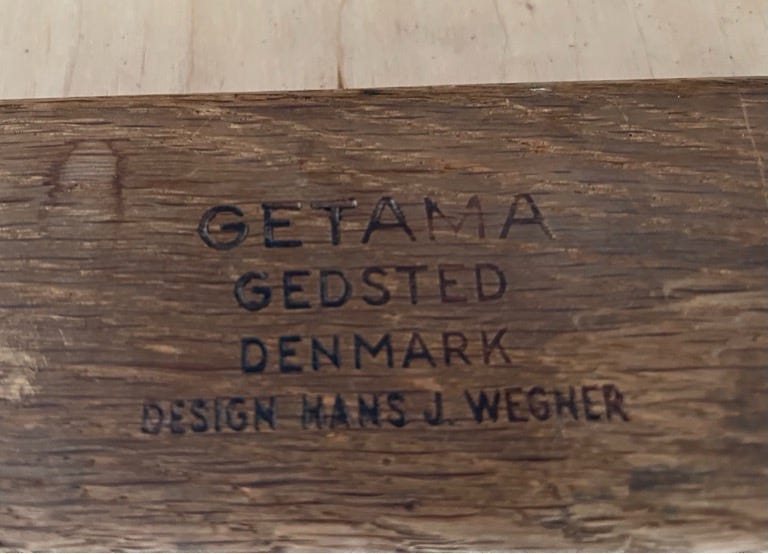 GETAMA
GEDSTED
DENMARK
DESIGN HANS J. WEGNER